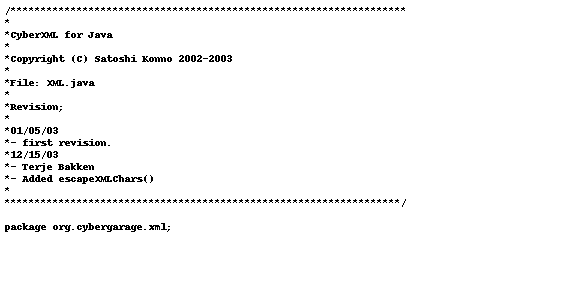 /******************************************************************
*
*CyberXML for Java
*
*Copyright (C) Satoshi Konno 2002-2003
*
*File: XML.java
*
*Revision;
*
*01/05/03
*- first revision.
*12/15/03
*- Terje Bakken
*- Added escapeXMLChars()
*
******************************************************************/
package org.cybergarage.xml;